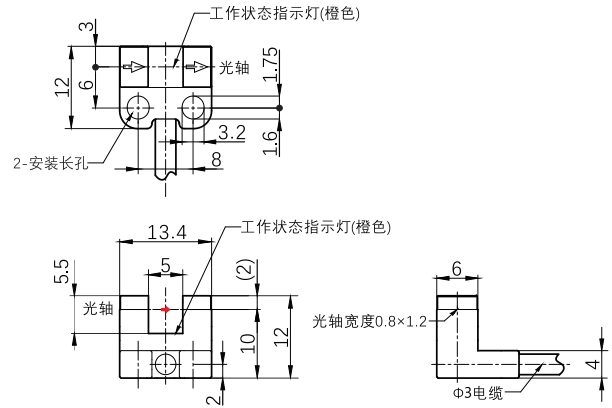 工作状态指示灯(橙色)
3
光轴
12
6
1.75
3.2
1.6
2-安装长孔
8
工作状态指示灯(橙色)
13.4
5.5
5
(2)
6
光轴
光轴宽度0.8×1.2
10
12
4
2
Φ3电缆